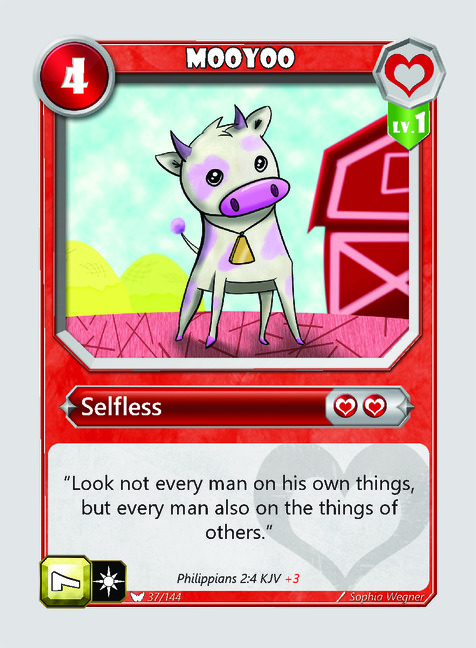 MOOYOO
4
LV.1
Selfless
"Look not every man on his own things,
but every man also on the things of
others."
Philippians 2:4 KJV +3
37/144
Sophia Wegner